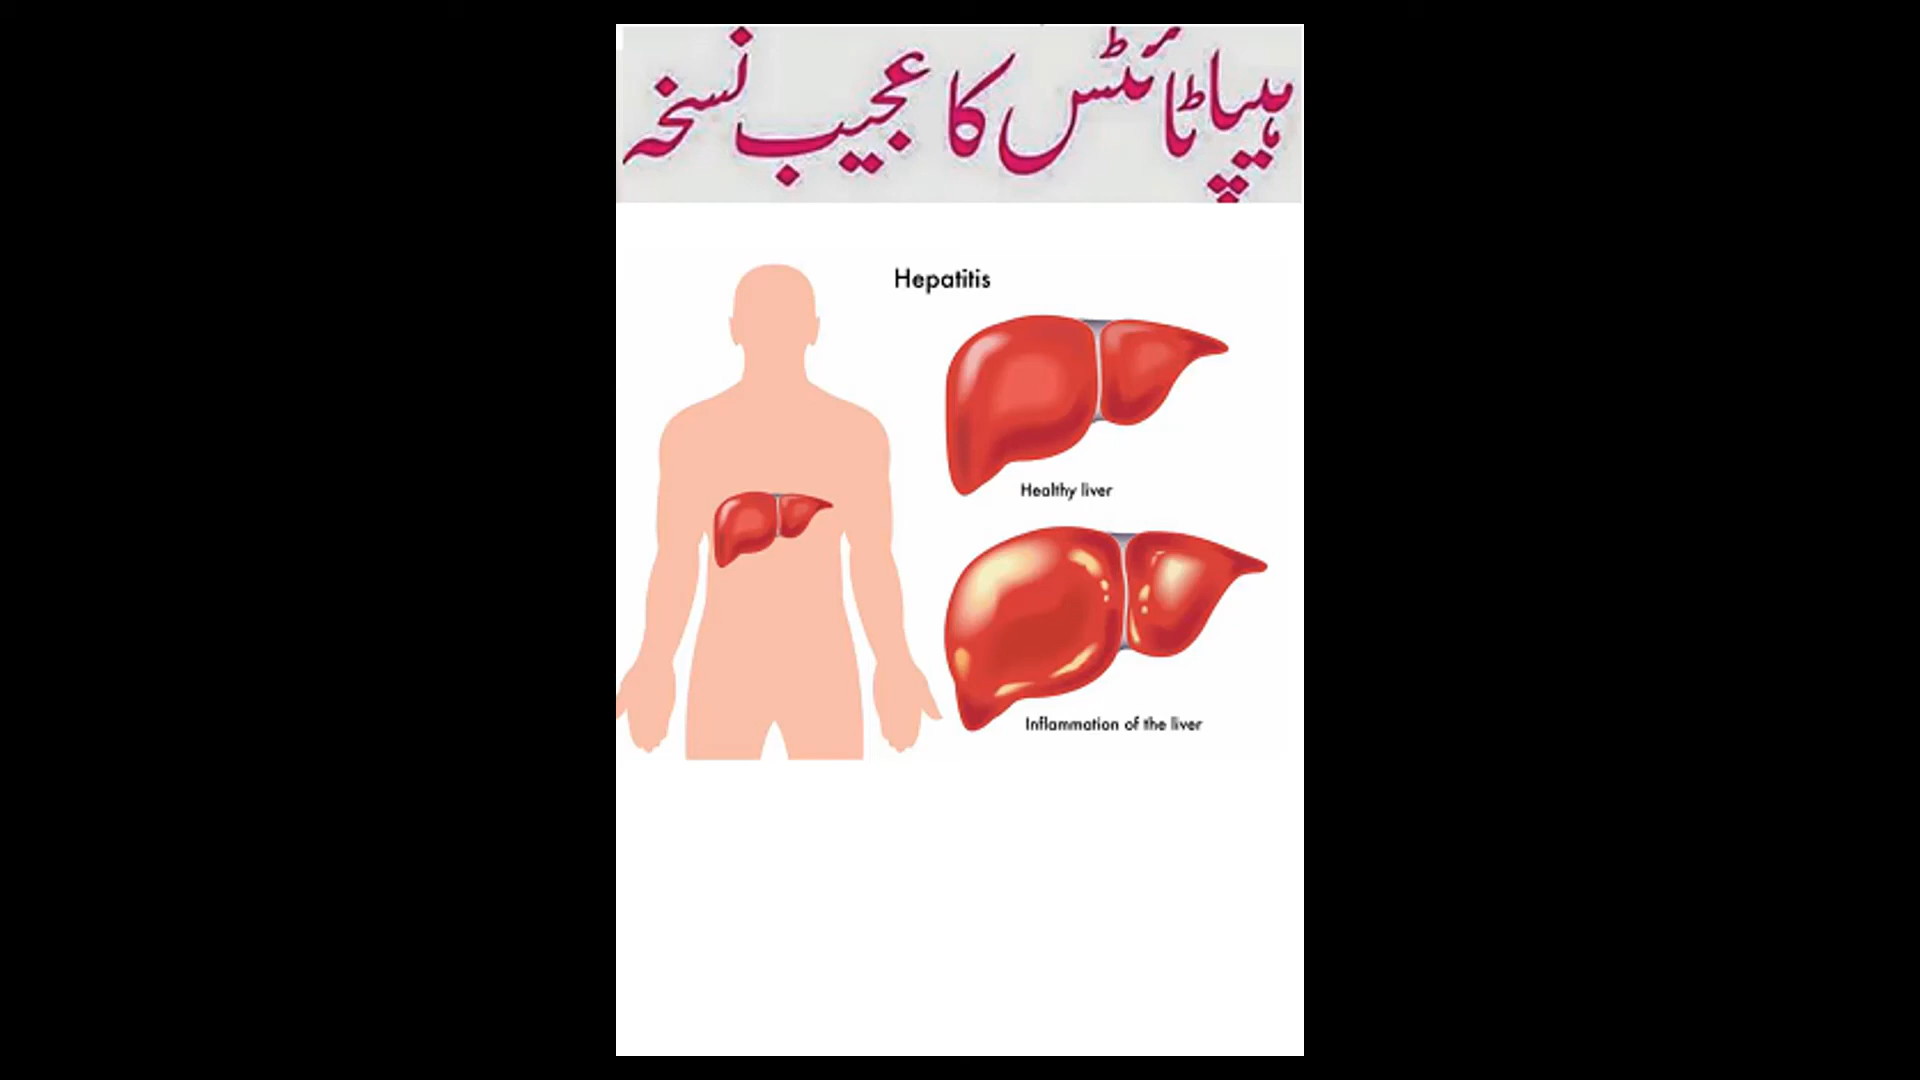 ہیپاٹائٹس کا عجیب نسخہ
Hepatitis
Healthy liver
Inflammation of the liver